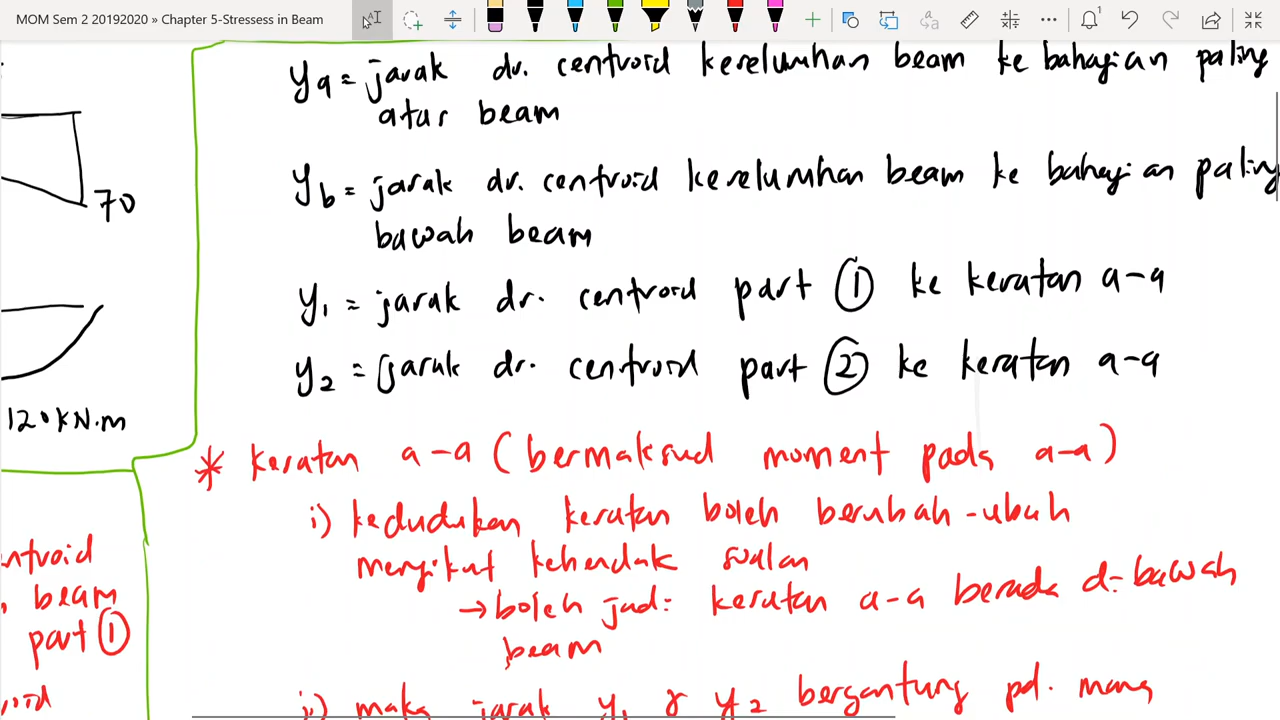 MOM Sem 2 20192020 » Chapter 5-Stressess in Beam
ya = jarak dr. centroid keseluruhan beam ke bahagian paling
atas beam
yb = jarak dr. centroid keseluruhan beam ke bahagian paling
bawah beam
y1 = jarak dr. centroid part ① ke keratan a-a
y2 = jarak dr. centroid part ② ke keratan a-a
70
120 kN.m
* keratan a-a (bermaksud moment pada a-a)
i) kedudukan keratan boleh berubah-ubah
mengikut kehendak soalan
→ boleh jadi keratan a-a berada di bawah
beam
ii) maka jarak y1 & y2 bergantung pd. mana
ntroid
beam
part ①
roid